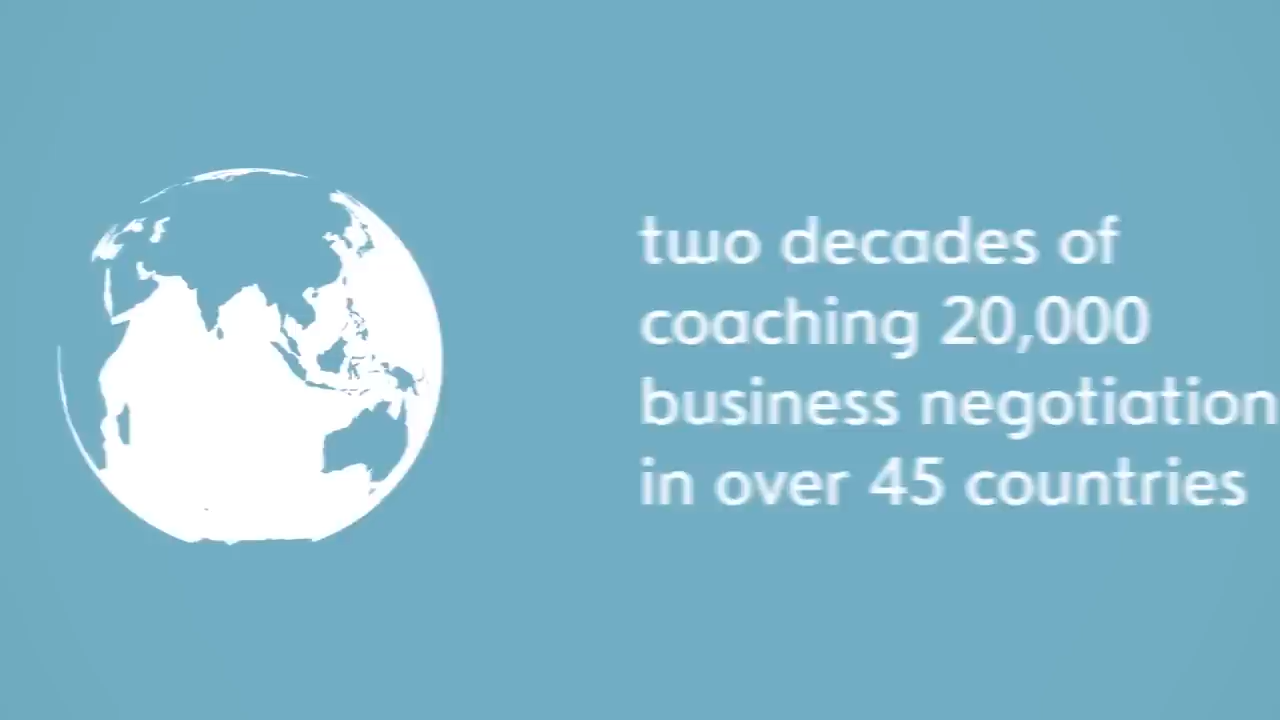 two decades of
coaching 20,000
business negotiation
in over 45 countries